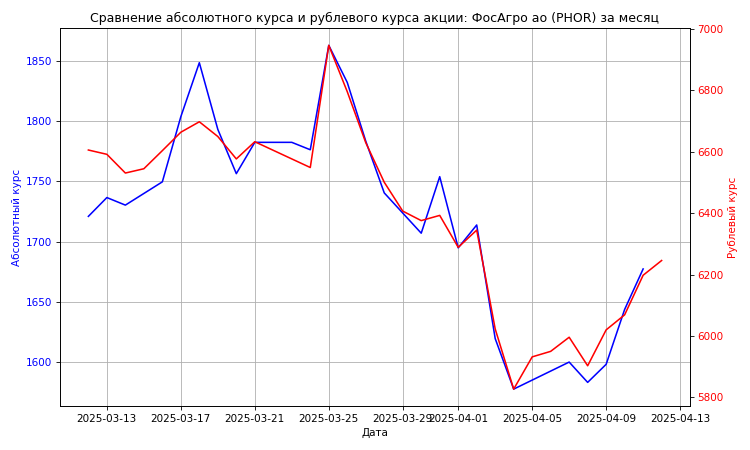 Сравнение абсолютного курса и рублевого курса акции: ФосАгро ао (PHOR) за месяц
Абсолютный курс
1850
1800
1750
1700
1650
1600
7000
6800
6600
6400
6200
6000
5800
Рублевый курс
2025-03-13 2025-03-17 2025-03-21 2025-03-25 2025-03-29 2025-04-01 2025-04-05 2025-04-09 2025-04-13
Дата